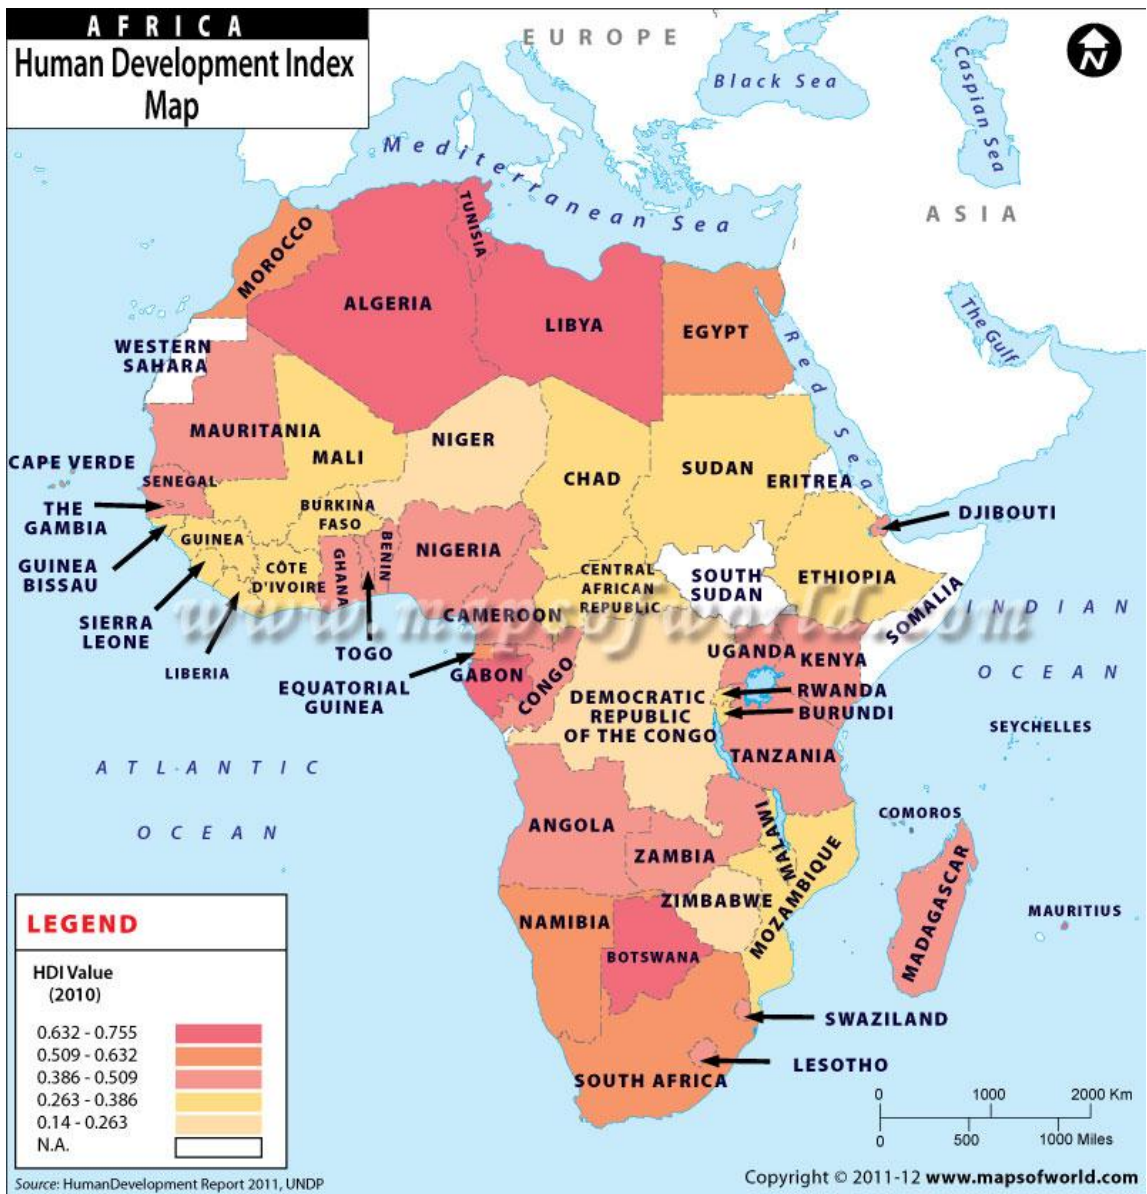 AFRICA
Human Development Index
Map
EUROPE
N
Black Sea
Caspian Sea
Mediterranean Sea
ASIA
TUNISIA
MOROCCO
ALGERIA
LIBYA
EGYPT
The Gulf
Red Sea
WESTERN
SAHARA
MAURITANIA
MALI
NIGER
CHAD
SUDAN
ERITREA
CAPE VERDE
SENEGAL
THE
GAMBIA
BURKINA
FASO
DJIBOUTI
GUINEA
BISSAU
GUINEA
CÔTE
D'IVOIRE
GHANA
BENIN
NIGERIA
CENTRAL
AFRICAN
REPUBLIC
SOUTH
SUDAN
ETHIOPIA
SOMALIA
www.mapsofworld.com
INDIAN
OCEAN
SIERRA
LEONE
LIBERIA
TOGO
CAMEROON
EQUATORIAL
GUINEA
GABON
CONGO
UGANDA
KENYA
DEMOCRATIC
REPUBLIC
OF THE CONGO
RWANDA
BURUNDI
TANZANIA
SEYCHELLES
ATLANTIC
OCEAN
ANGOLA
ZAMBIA
MALAWI
MOZAMBIQUE
COMOROS
MADAGASCAR
MAURITIUS
NAMIBIA
ZIMBABWE
BOTSWANA
SWAZILAND
LESOTHO
SOUTH AFRICA
LEGEND
HDI Value
(2010)
0.632 - 0.755
0.509 - 0.632
0.386 - 0.509
0.263 - 0.386
0.14 - 0.263
N.A.
0 1000 2000 Km
0 500 1000 Miles
Source: HumanDevelopment Report 2011, UNDP
Copyright © 2011-12 www.mapsofworld.com